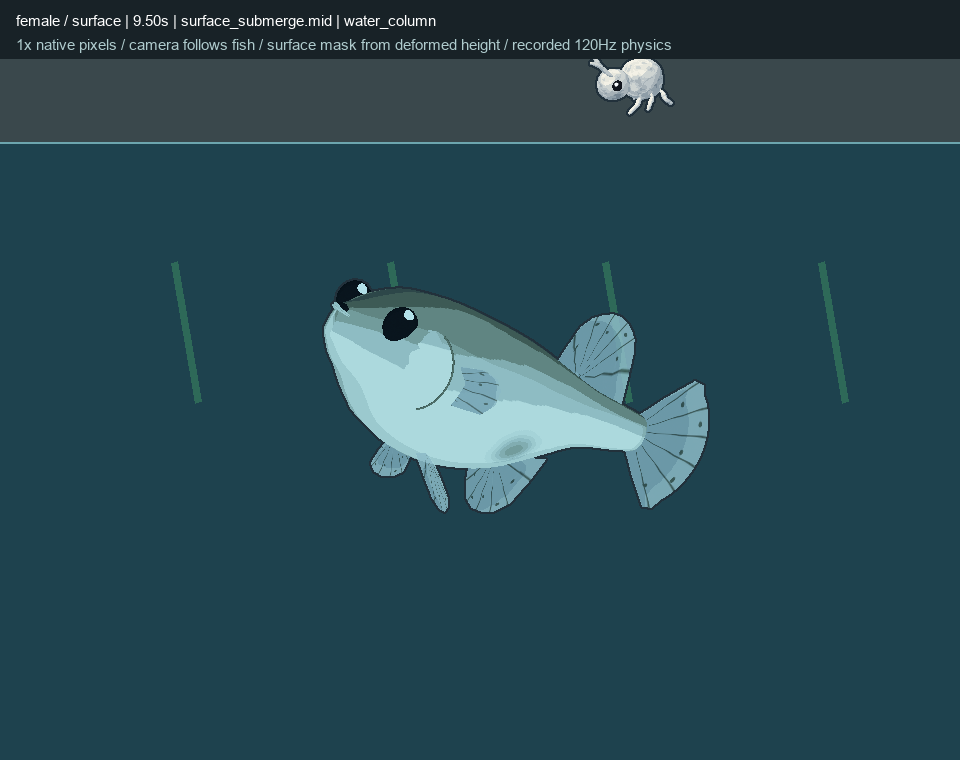 female / surface | 9.50s | surface_submerge.mid | water_column
1x native pixels / camera follows fish / surface mask from deformed height / recorded 120Hz physics